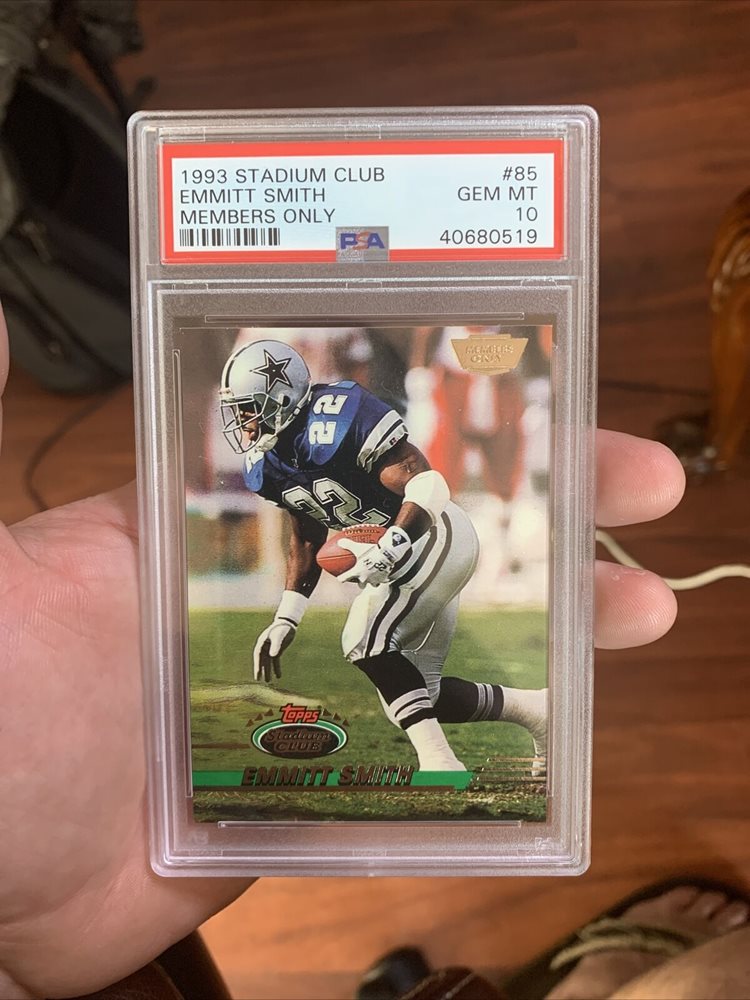 1993 STADIUM CLUB #85
EMMITT SMITH GEM MT
MEMBERS ONLY 10
PSA 40680519
MEMBERS
ONLY
22
22
Topps
Stadium
CLUB
EMMITT SMITH